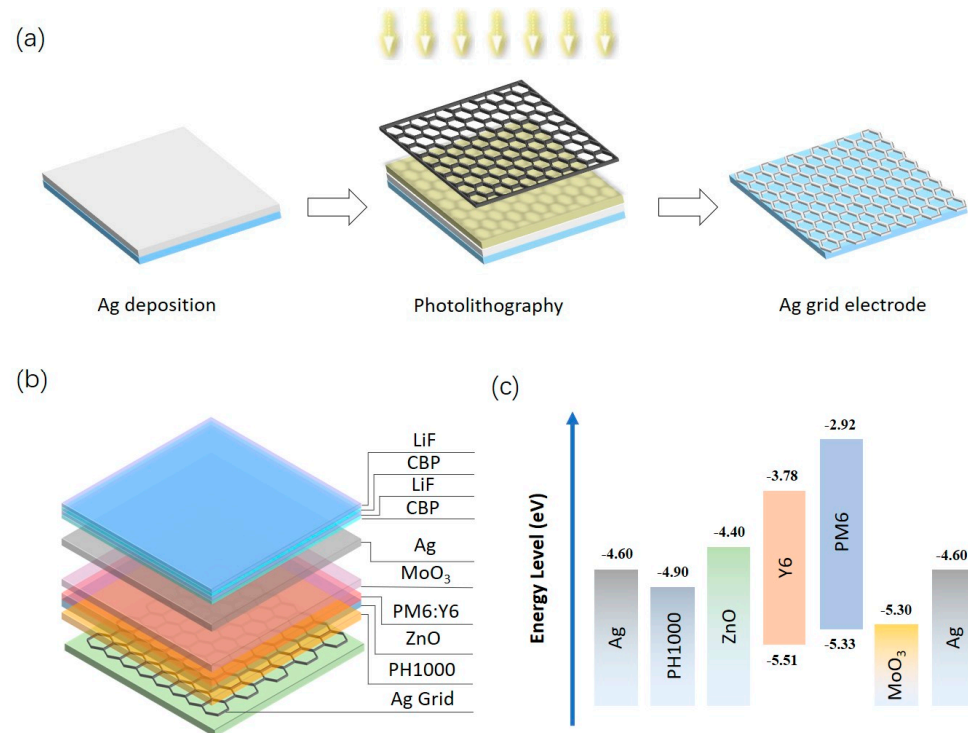 (a)
Ag deposition
Photolithography
Ag grid electrode
(b)
LiF
CBP
LiF
CBP
Ag
MoO₃
PM6:Y6
ZnO
PH1000
Ag Grid
(c)
Energy Level (eV)
-4.60
Ag
-4.90
PH1000
-4.40
ZnO
-3.78
Y6
-5.51
-2.92
PM6
-5.33
-5.30
MoO₃
-4.60
Ag